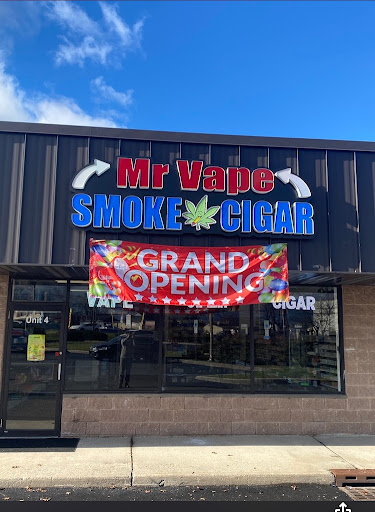 Mr Vape
SMOKE CIGAR
GRAND
OPENING
VAPE
CIGAR
Unit 4